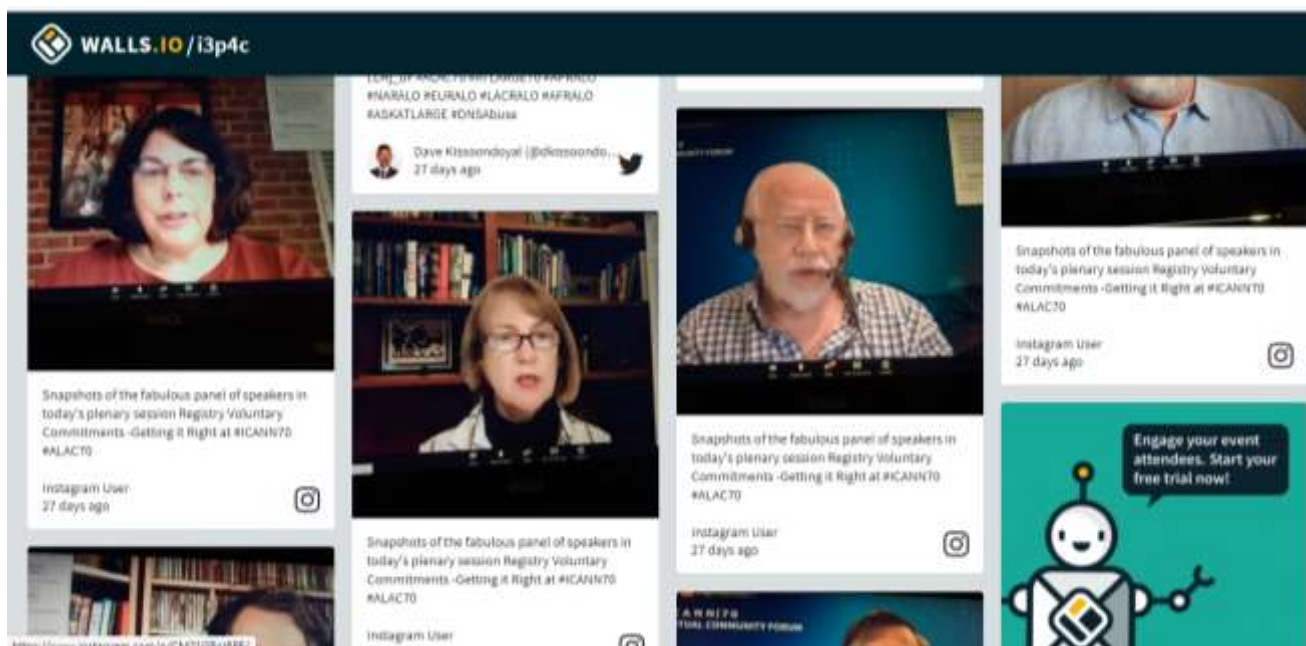 WALLS.IO/i3p4c
Snapshots of the fabulous panel of speakers in
today's plenary session Registry Voluntary
Commitments -Getting it Right at #ICANN70
#ALAC70
Instagram User
27 days ago
#NARALO #EURALO #LACRALO #AFRALO
#ASKATLARGE #DNSAbuse
Dave Kissoondoyal
27 days ago
Snapshots of the fabulous panel of speakers in
today's plenary session Registry Voluntary
Commitments -Getting it Right at #ICANN70
#ALAC70
Instagram User
Snapshots of the fabulous panel of speakers in
today's plenary session Registry Voluntary
Commitments -Getting it Right at #ICANN70
#ALAC70
Instagram User
27 days ago
COMMUNITY FORUM
Snapshots of the fabulous panel of speakers in
today's plenary session Registry Voluntary
Commitments -Getting it Right at #ICANN70
#ALAC70
Instagram User
27 days ago
Engage your event
attendees. Start your
free trial now!